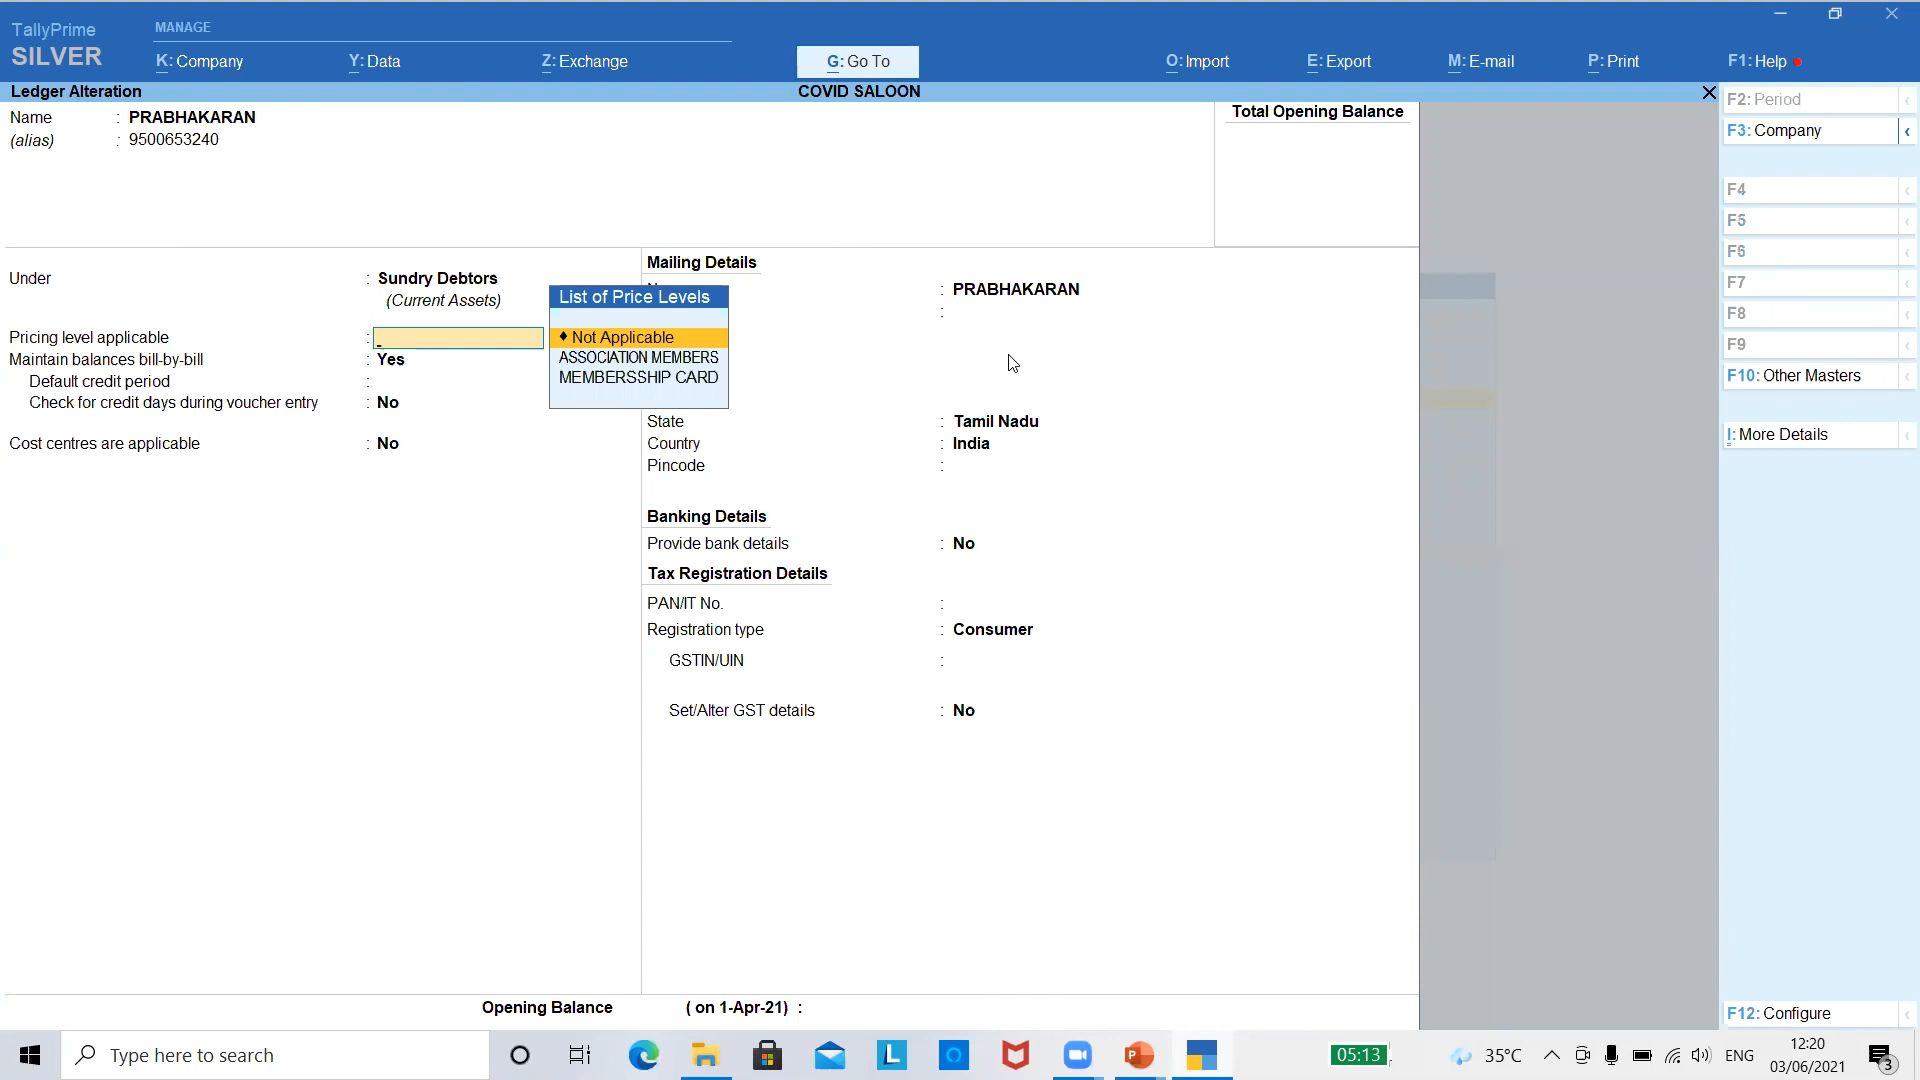 TallyPrime
SILVER
MANAGE
K: Company
Y: Data
Z: Exchange
G: Go To
O: Import
E: Export
M: E-mail
P: Print
F1: Help
Ledger Alteration
COVID SALOON
Name : PRABHAKARAN
(alias) : 9500653240
Total Opening Balance
Under : Sundry Debtors
(Current Assets)
Pricing level applicable :
Maintain balances bill-by-bill : Yes
Default credit period :
Check for credit days during voucher entry : No
Cost centres are applicable : No
List of Price Levels
♦ Not Applicable
ASSOCIATION MEMBERS
MEMBERSSHIP CARD
Mailing Details
: PRABHAKARAN
:
State : Tamil Nadu
Country : India
Pincode :
Banking Details
Provide bank details : No
Tax Registration Details
PAN/IT No. :
Registration type : Consumer
GSTIN/UIN :
Set/Alter GST details : No
Opening Balance ( on 1-Apr-21) :
F2: Period
F3: Company
F4
F5
F6
F7
F8
F9
F10: Other Masters
I: More Details
F12: Configure
Type here to search
05:13
35°C
ENG
12:20
03/06/2021
3